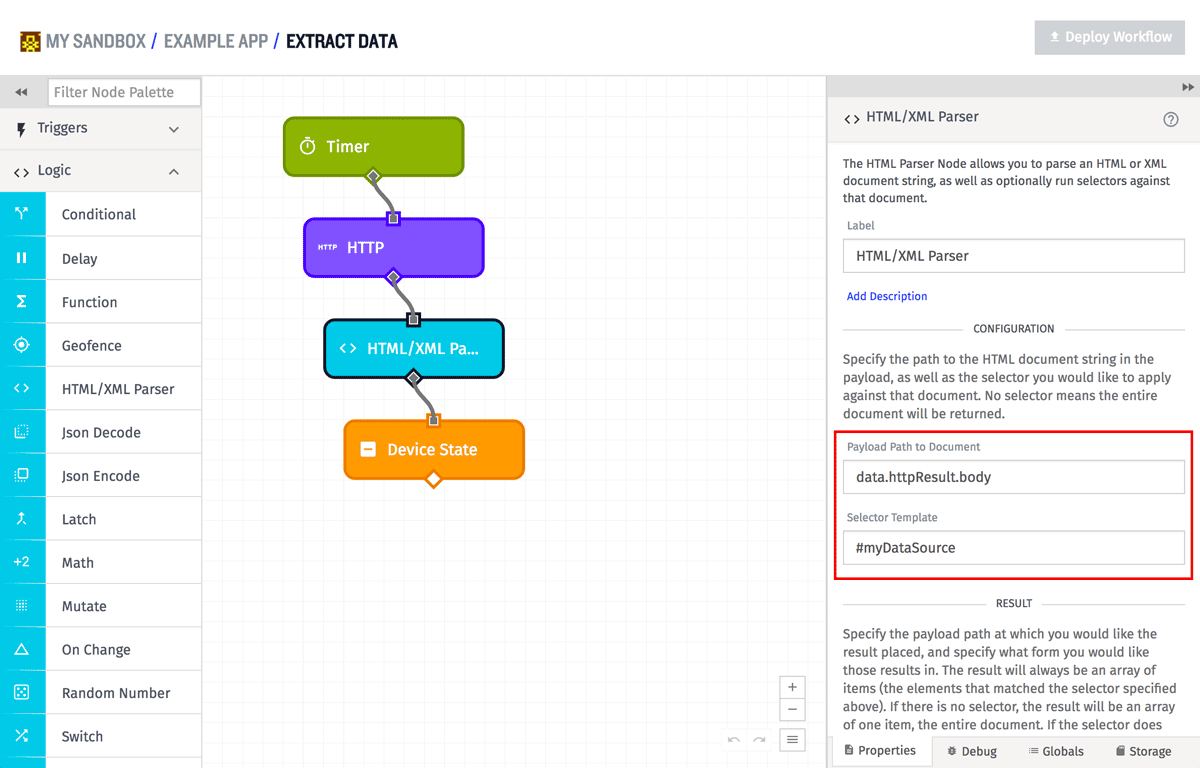 MY SANDBOX / EXAMPLE APP / EXTRACT DATA
Deploy Workflow
Filter Node Palette
Triggers
Logic
Conditional
Delay
Function
Geofence
HTML/XML Parser
Json Decode
Json Encode
Latch
+2 Math
Mutate
On Change
Random Number
Switch
Timer
HTTP HTTP
HTML/XML Pa...
Device State
HTML/XML Parser
The HTML Parser Node allows you to parse an HTML or XML
document string, as well as optionally run selectors against
that document.
Label
HTML/XML Parser
Add Description
CONFIGURATION
Specify the path to the HTML document string in the
payload, as well as the selector you would like to apply
against that document. No selector means the entire
document will be returned.
Payload Path to Document
data.httpResult.body
Selector Template
#myDataSource
RESULT
Specify the payload path at which you would like the
result placed, and specify what form you would like
those results in. The result will always be an array of
items (the elements that matched the selector specified
above). If there is no selector, the result will be an array
of one item, the entire document. If the selector does
Properties
Debug
Globals
Storage